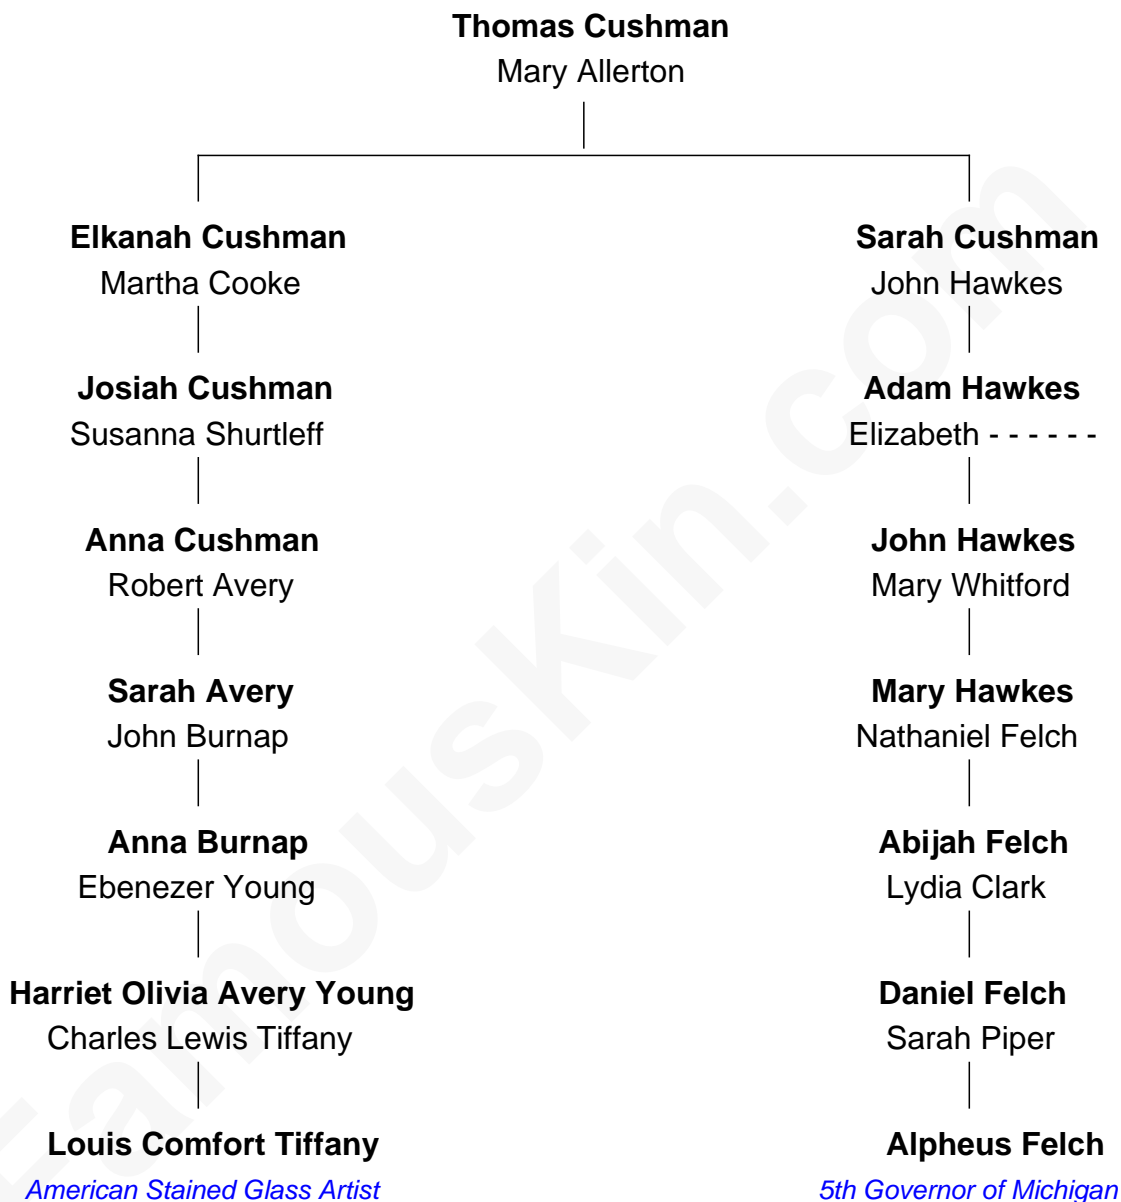 Thomas Cushman
Mary Allerton
Elkanah Cushman
Martha Cooke
Josiah Cushman
Susanna Shurtleff
Anna Cushman
Robert Avery
Sarah Avery
John Burnap
Anna Burnap
Ebenezer Young
Harriet Olivia Avery Young
Charles Lewis Tiffany
Louis Comfort Tiffany
American Stained Glass Artist
Sarah Cushman
John Hawkes
Adam Hawkes
Elizabeth - - - - - -
John Hawkes
Mary Whitford
Mary Hawkes
Nathaniel Felch
Abijah Felch
Lydia Clark
Daniel Felch
Sarah Piper
Alpheus Felch
5th Governor of Michigan
FamousKin.com